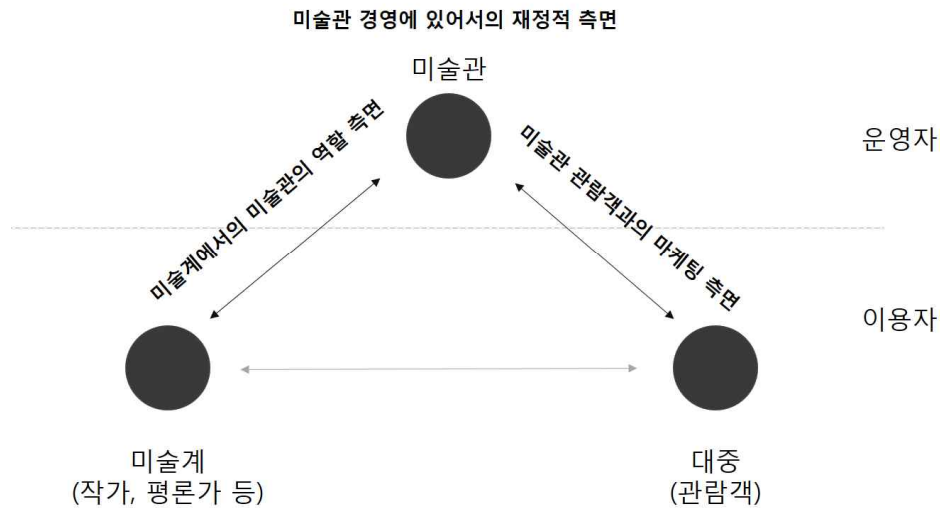 미술관 경영에 있어서의 재정적 측면
미술관
운영자
미술계에서의 미술관의 역할 측면
미술관 관람객과의 마케팅 측면
이용자
미술계
(작가, 평론가 등)
대중
(관람객)